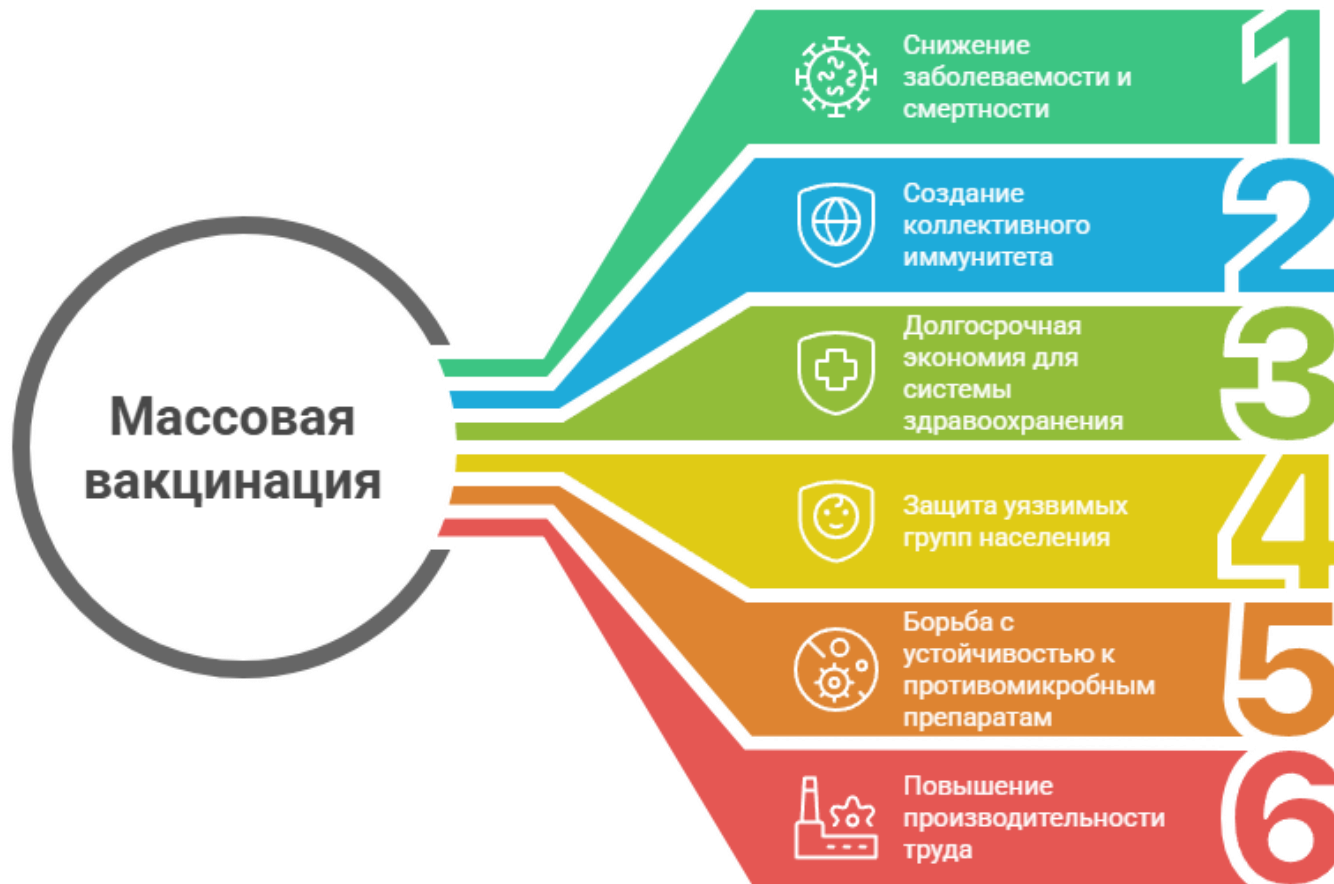 Массовая
вакцинация
Снижение
заболеваемости и
смертности
1
Создание
коллективного
иммунитета
2
Долгосрочная
экономия для
системы
здравоохранения
3
Защита уязвимых
групп населения
4
Борьба с
устойчивостью к
противомикробным
препаратам
5
Повышение
производительности
труда
6